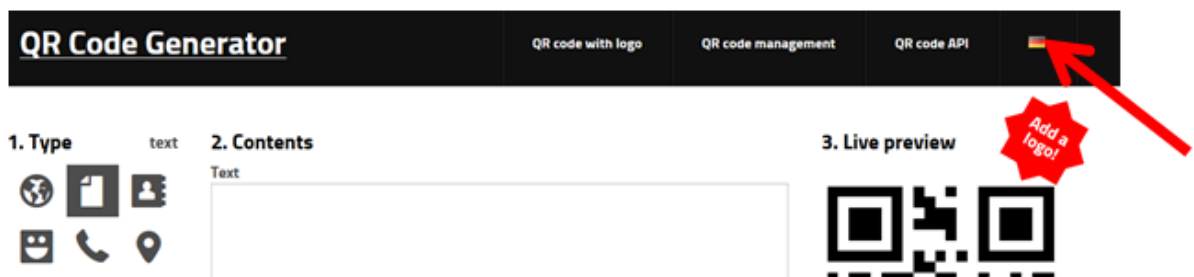 QR Code Generator
QR code with logo
QR code management
QR code API
1. Type
text
2. Contents
3. Live preview
Add a
logo!
Text